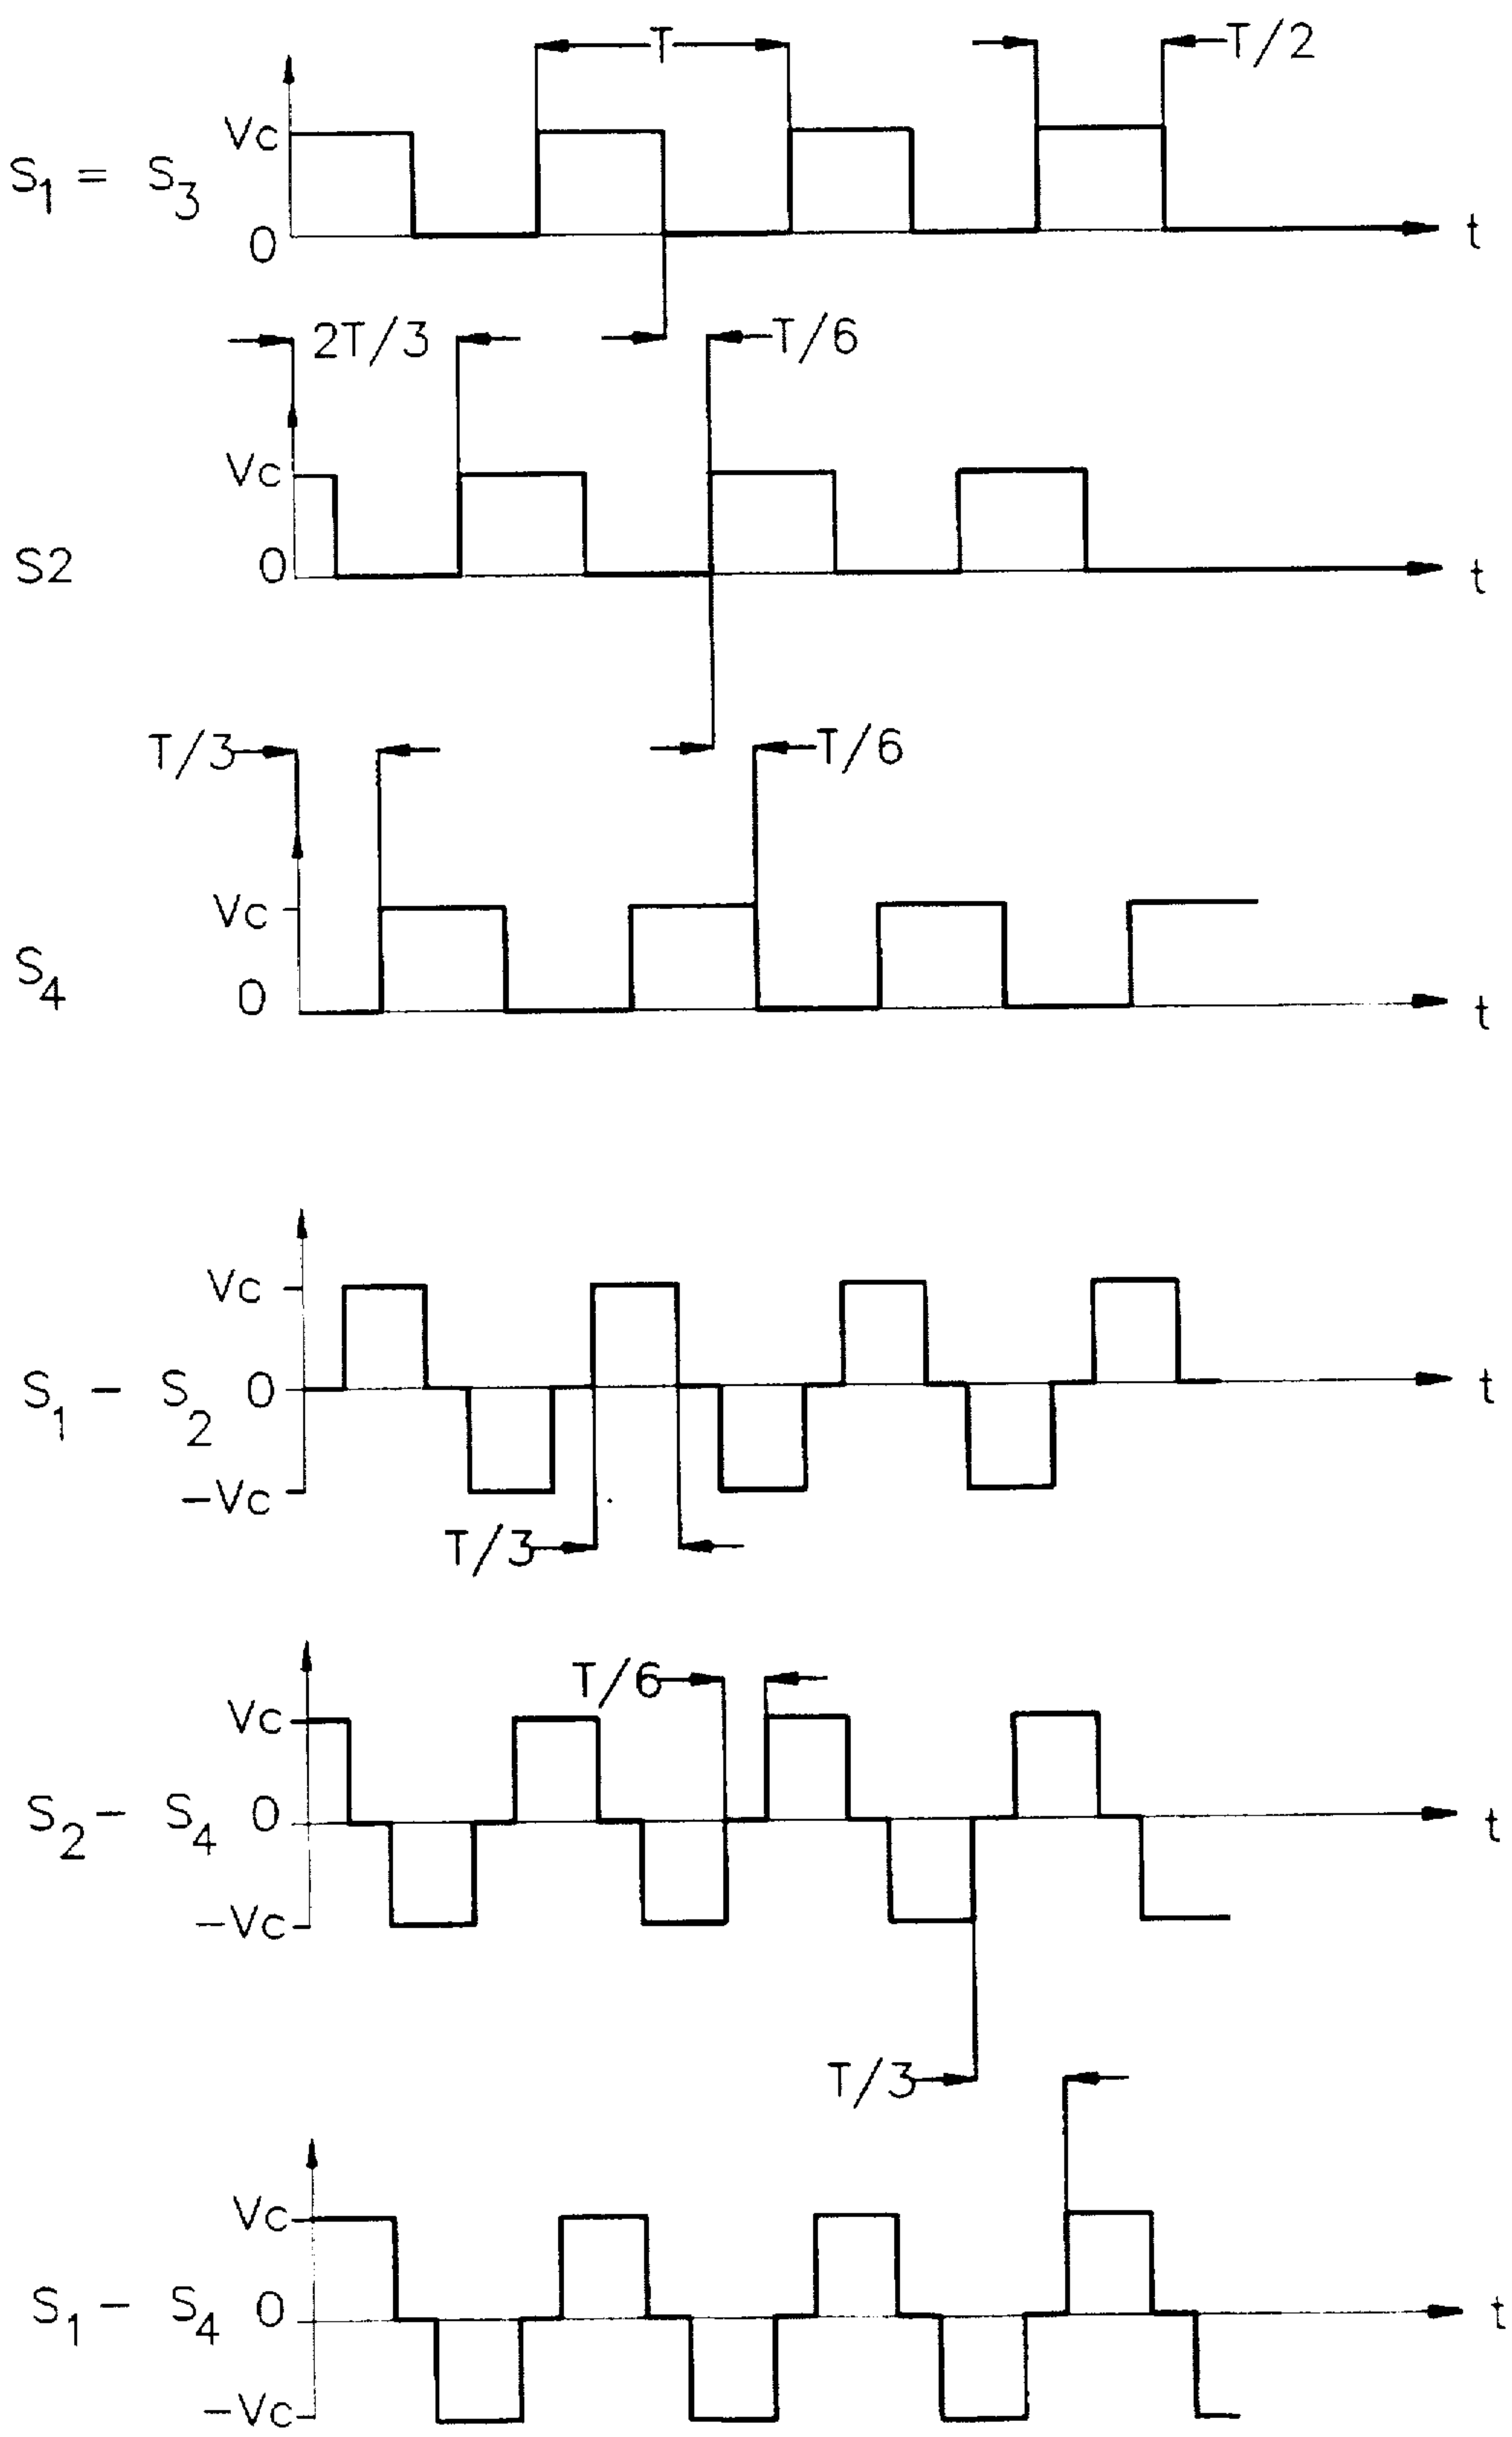 T
T/2
Vc
S1 = S3
0
t
2T/3
T/6
Vc
S2
0
t
T/3
T/6
Vc
S4
0
t
Vc
S1 - S2
0
t
-Vc
T/3
T/6
Vc
S2 - S4
0
t
-Vc
T/3
Vc
S1 - S4
0
t
-Vc